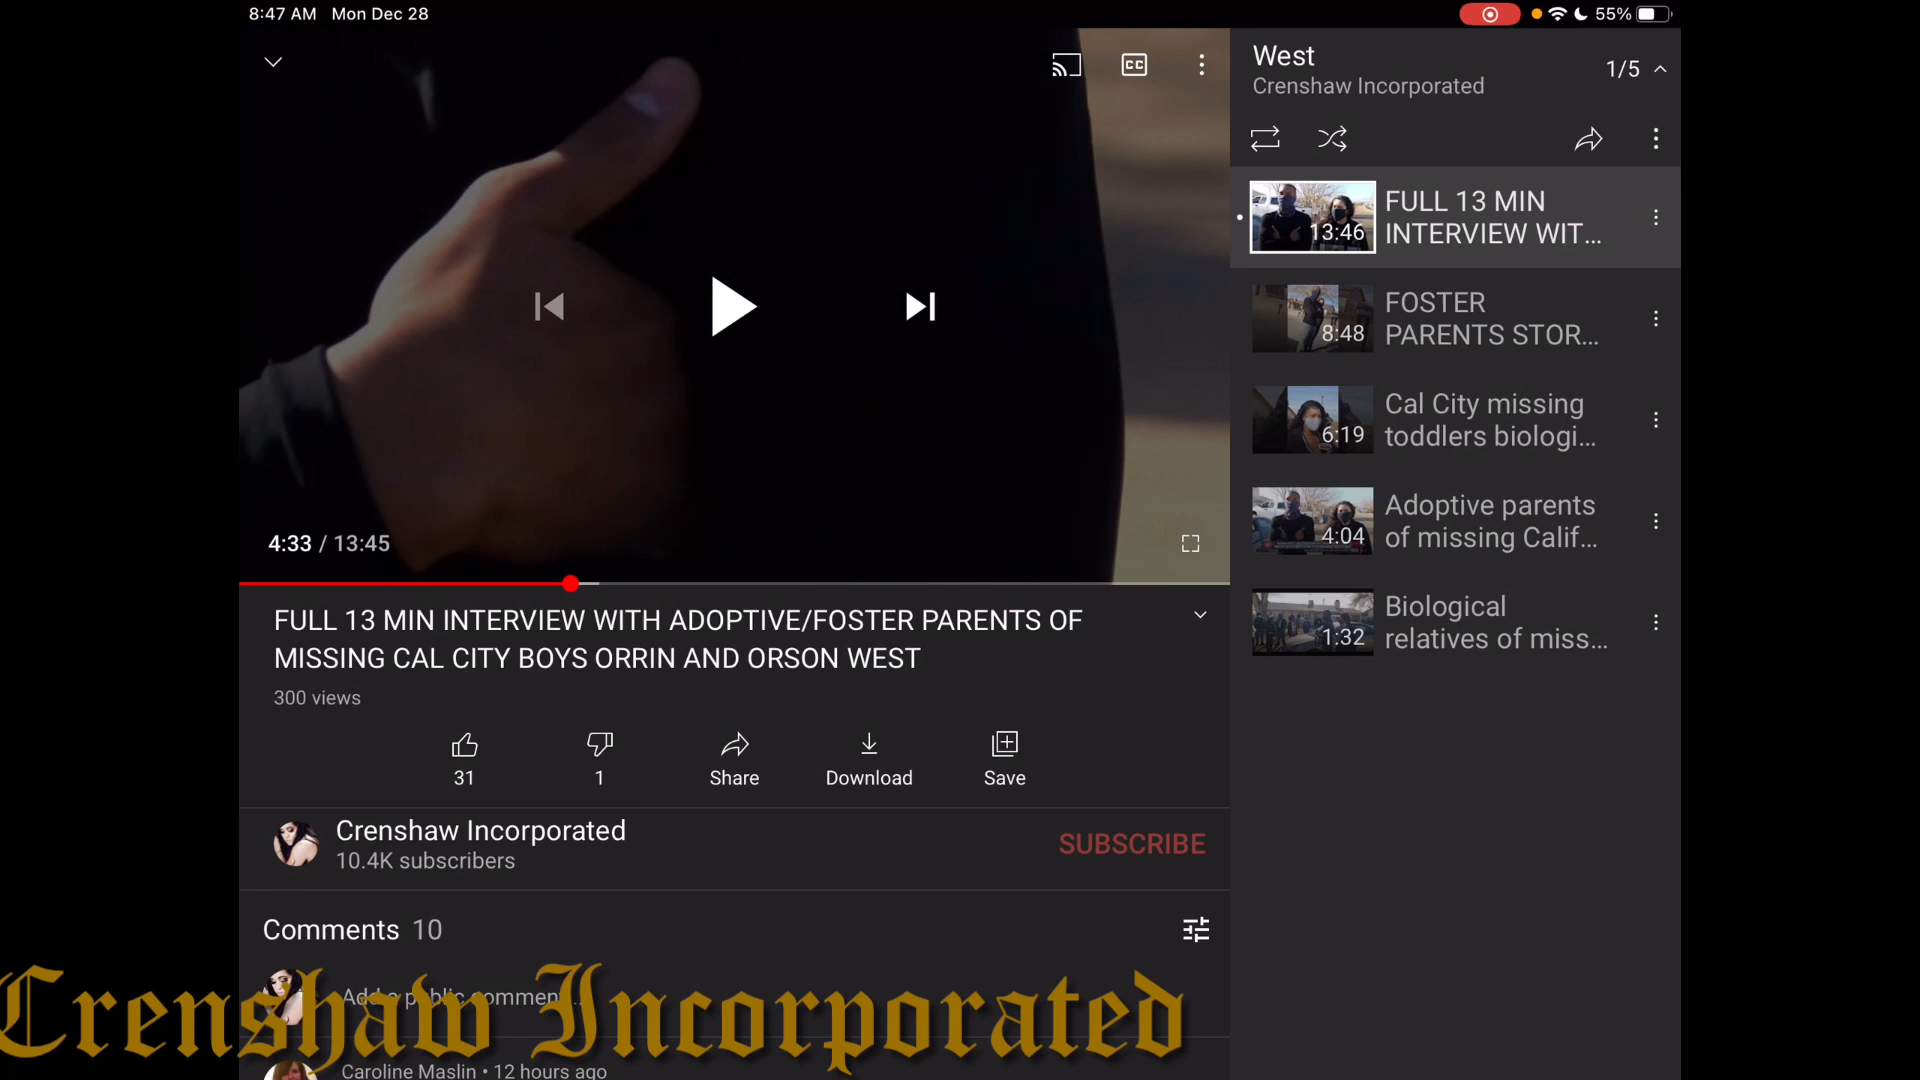 8:47 AM Mon Dec 28
55%
CC
4:33 / 13:45
FULL 13 MIN INTERVIEW WITH ADOPTIVE/FOSTER PARENTS OF
MISSING CAL CITY BOYS ORRIN AND ORSON WEST
300 views
31
1
Share
Download
Save
Crenshaw Incorporated
10.4K subscribers
SUBSCRIBE
Comments 10
Add a public comment...
Crenshaw Incorporated
Caroline Maslin • 12 hours ago
West
Crenshaw Incorporated
1/5
13:46
FULL 13 MIN
INTERVIEW WIT...
8:48
FOSTER
PARENTS STOR...
6:19
Cal City missing
toddlers biologi...
4:04
Adoptive parents
of missing Calif...
1:32
Biological
relatives of miss...